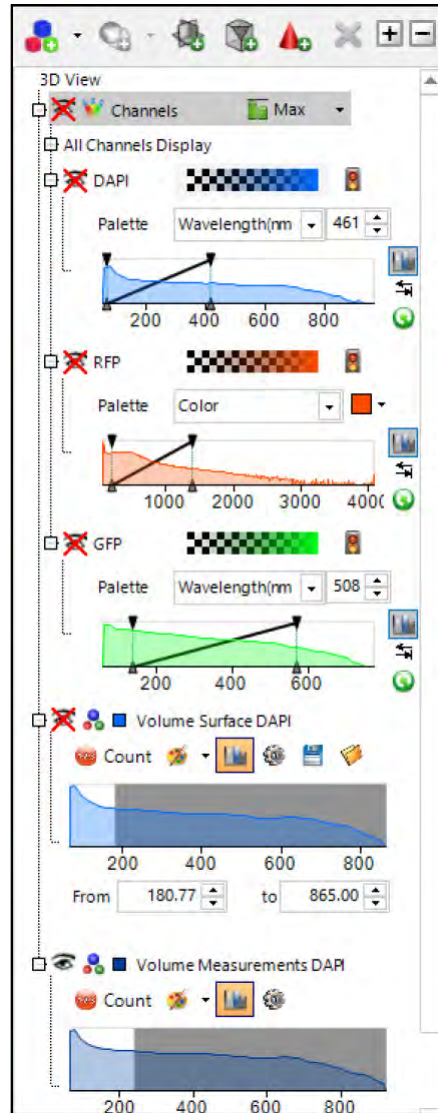 3D View
Channels Max
All Channels Display
DAPI
Palette Wavelength(nm 461
200 400 600 800
RFP
Palette Color
1000 2000 3000 400(
GFP
Palette Wavelength(nm 508
200 400 600
Volume Surface DAPI
Count
200 400 600 800
From 180.77 to 865.00
Volume Measurements DAPI
Count
200 400 600 800